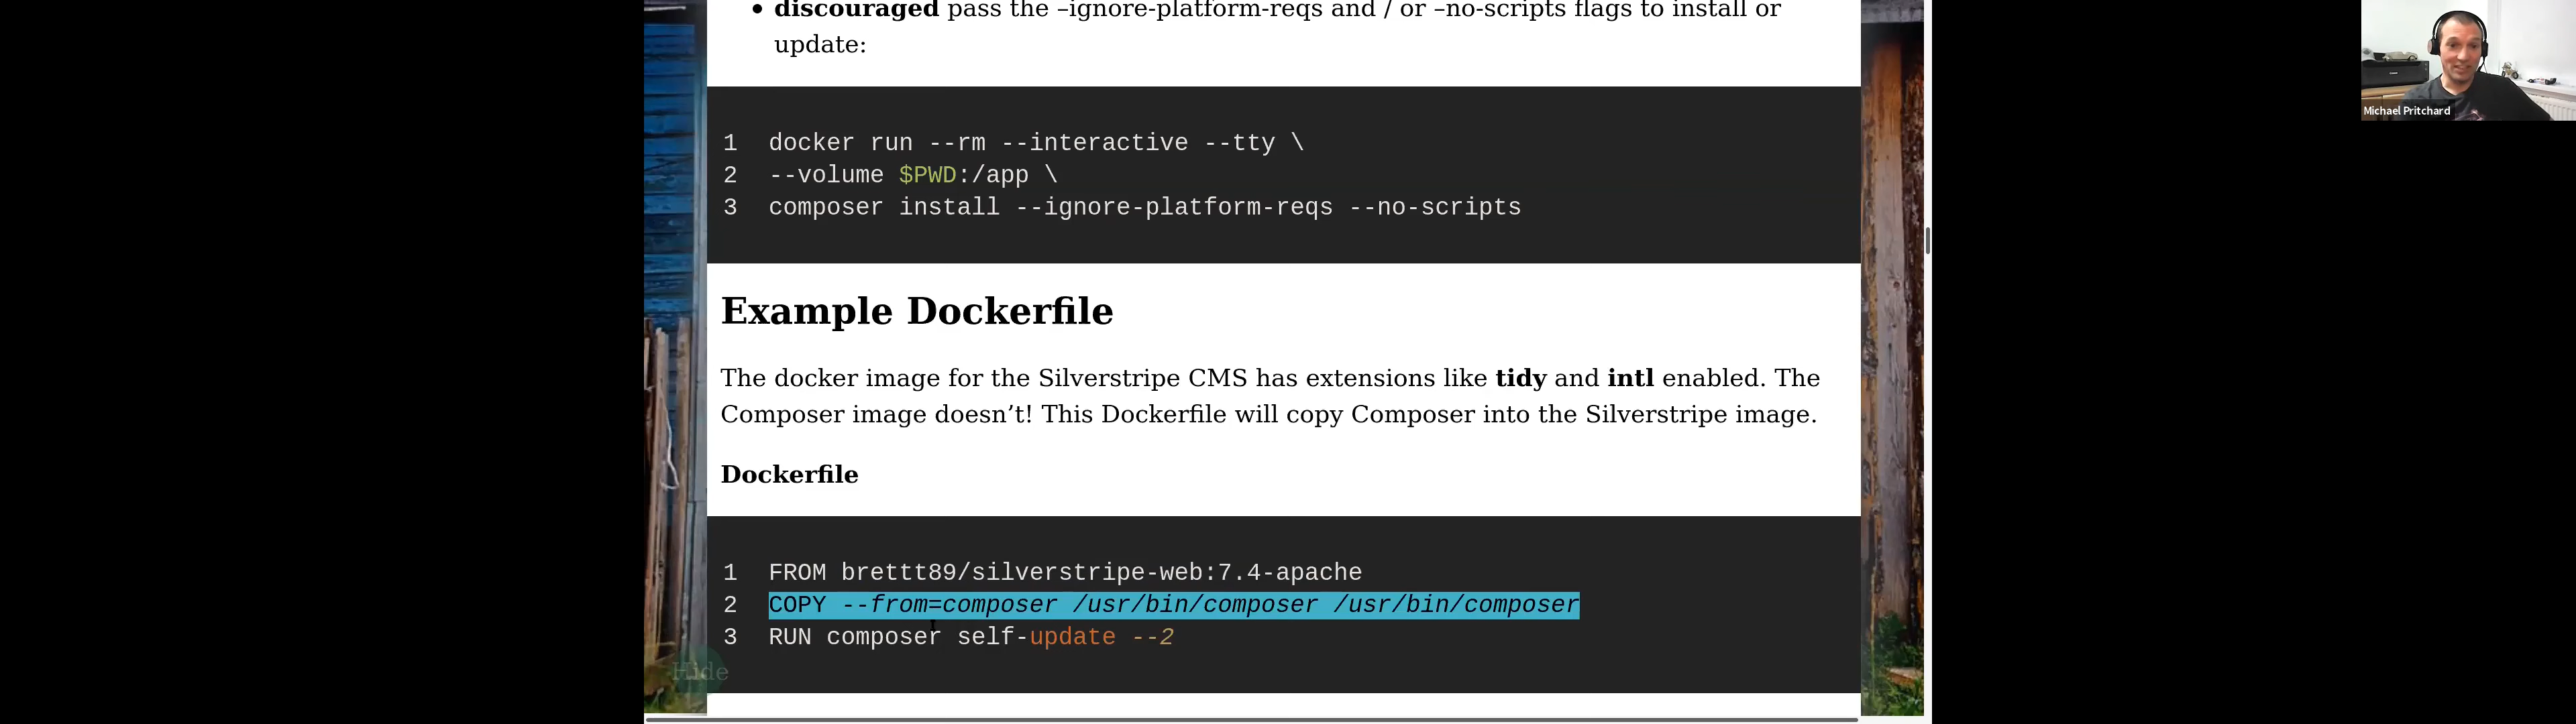 • discouraged pass the –ignore-platform-reqs and / or –no-scripts flags to install or
update:
1 docker run --rm --interactive --tty \
2 --volume $PWD:/app \
3 composer install --ignore-platform-reqs --no-scripts
Example Dockerfile
The docker image for the Silverstripe CMS has extensions like tidy and intl enabled. The
Composer image doesn’t! This Dockerfile will copy Composer into the Silverstripe image.
Dockerfile
1 FROM brettt89/silverstripe-web:7.4-apache
2 COPY --from=composer /usr/bin/composer /usr/bin/composer
3 RUN composer self-update --2
Hide
Michael Pritchard